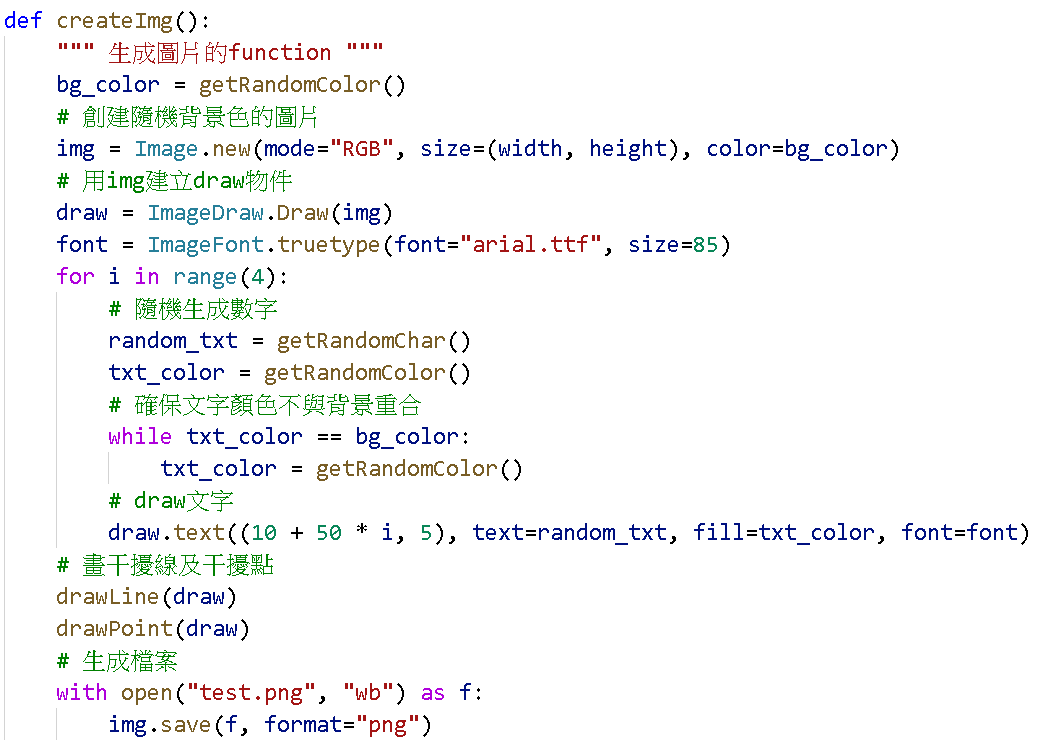 def createImg():
    """ 生成圖片的function """
    bg_color = getRandomColor()
    # 創建隨機背景色的圖片
    img = Image.new(mode="RGB", size=(width, height), color=bg_color)
    # 用img建立draw物件
    draw = ImageDraw.Draw(img)
    font = ImageFont.truetype(font="arial.ttf", size=85)
    for i in range(4):
        # 隨機生成數字
        random_txt = getRandomChar()
        txt_color = getRandomColor()
        # 確保文字顏色不與背景重合
        while txt_color == bg_color:
            txt_color = getRandomColor()
        # draw文字
        draw.text((10 + 50 * i, 5), text=random_txt, fill=txt_color, font=font)
    # 畫干擾線及干擾點
    drawLine(draw)
    drawPoint(draw)
    # 生成檔案
    with open("test.png", "wb") as f:
        img.save(f, format="png")